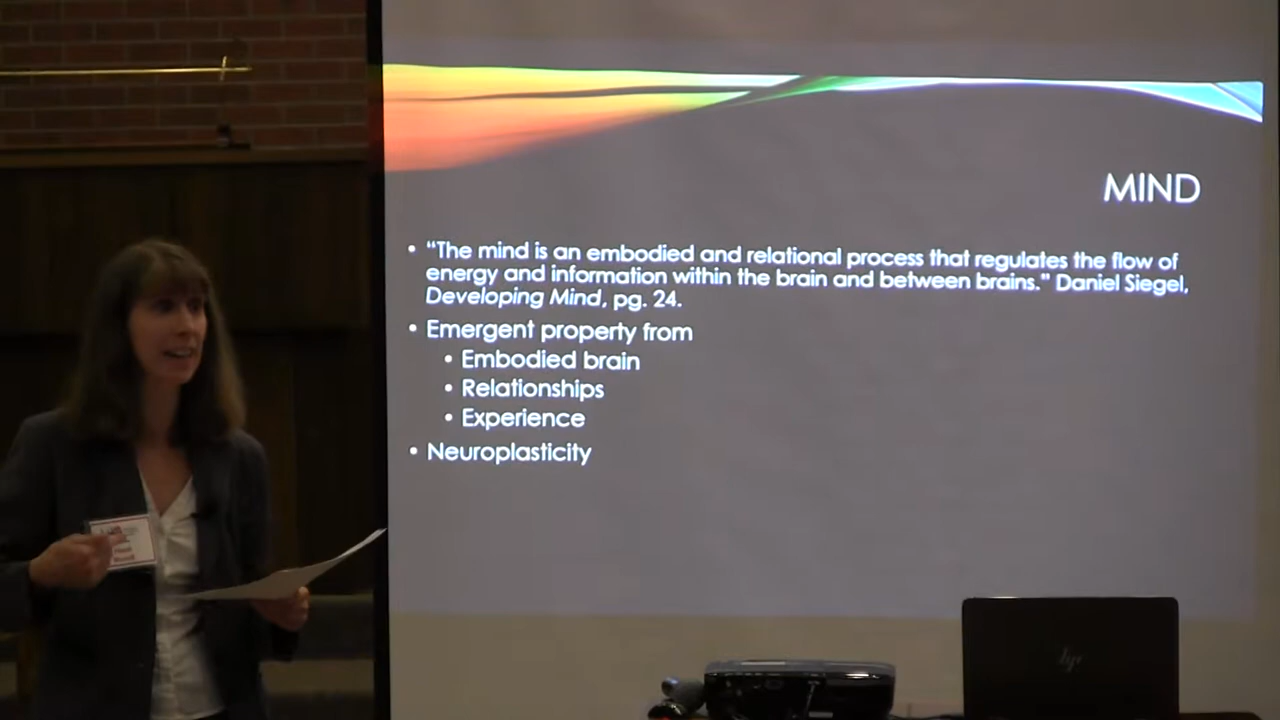 MIND
• “The mind is an embodied and relational process that regulates the flow of
energy and information within the brain and between brains.” Daniel Siegel,
Developing Mind, pg. 24.
• Emergent property from
• Embodied brain
• Relationships
• Experience
• Neuroplasticity
hp